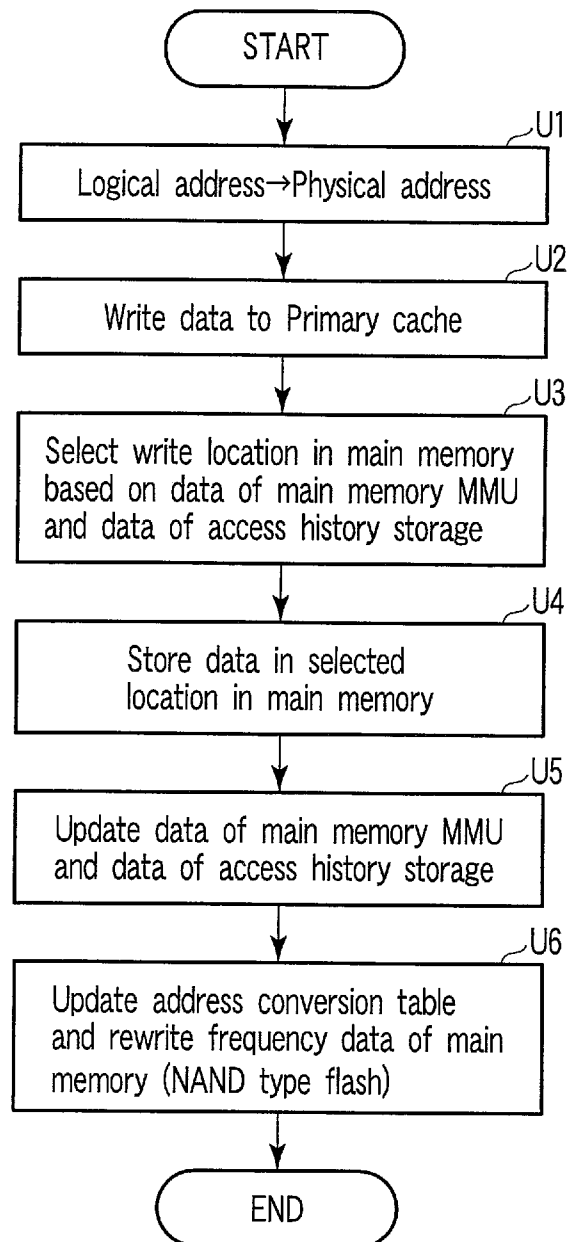 START
U1
Logical address→Physical address
U2
Write data to Primary cache
U3
Select write location in main memory
based on data of main memory MMU
and data of access history storage
U4
Store data in selected
location in main memory
U5
Update data of main memory MMU
and data of access history storage
U6
Update address conversion table
and rewrite frequency data of main
memory (NAND type flash)
END